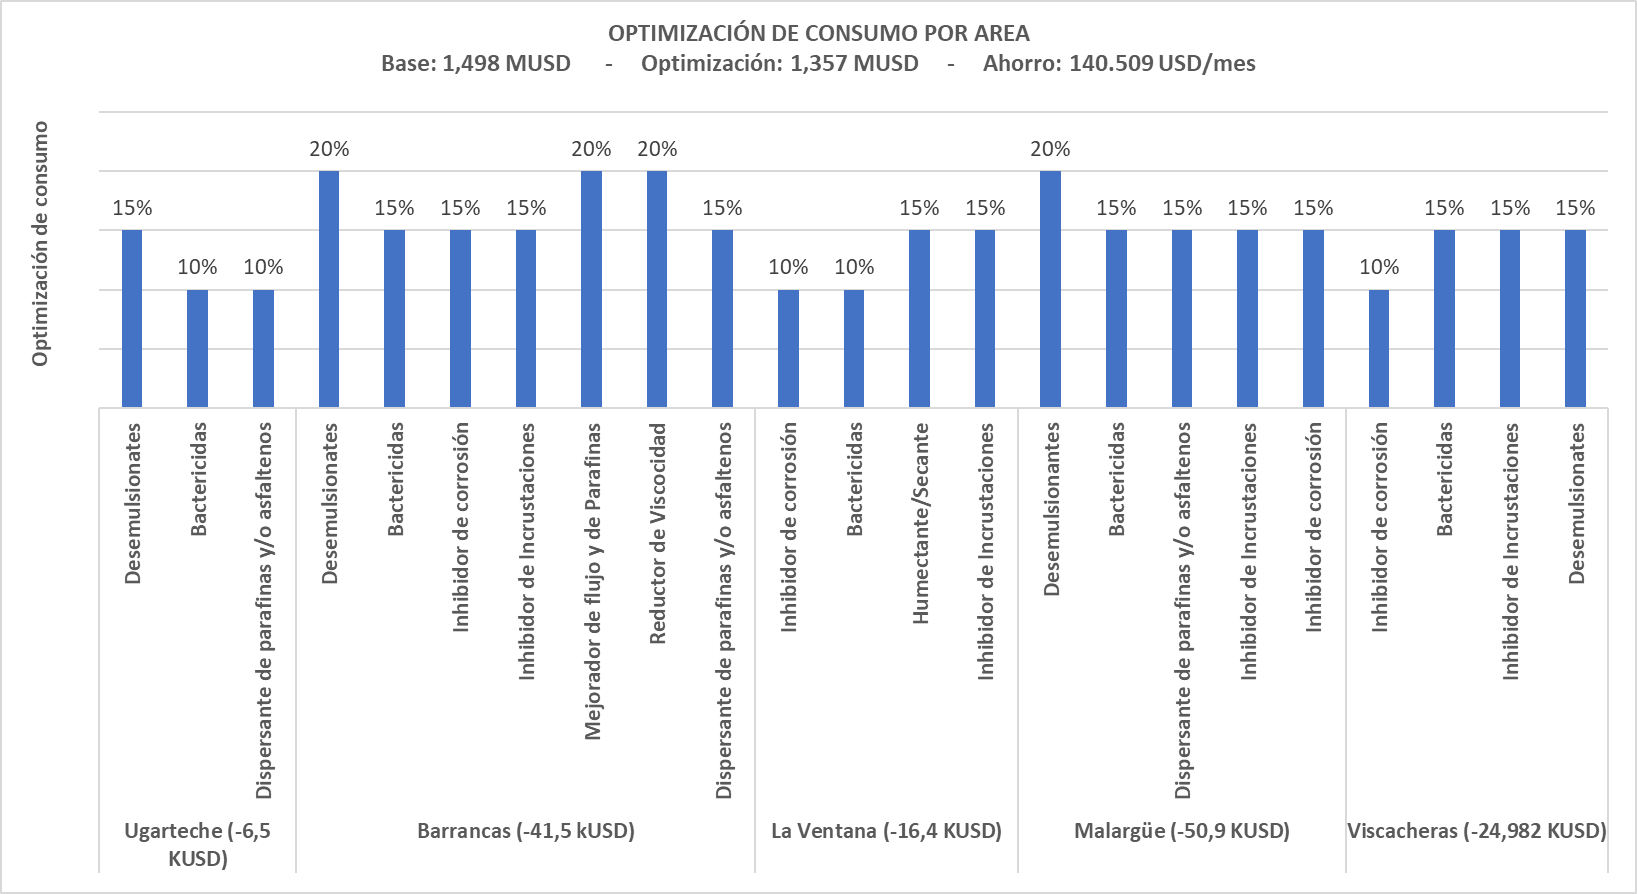 OPTIMIZACIÓN DE CONSUMO POR AREA
Base: 1,498 MUSD - Optimización: 1,357 MUSD - Ahorro: 140.509 USD/mes
Optimización de consumo
15%
10%
10%
20%
15%
15%
15%
20%
20%
15%
10%
10%
15%
15%
20%
15%
15%
15%
15%
10%
15%
15%
15%
Desemulsionates
Bactericidas
Dispersante de parafinas y/o asfaltenos
Desemulsionates
Bactericidas
Inhibidor de corrosión
Inhibidor de Incrustaciones
Mejorador de flujo y de Parafinas
Reductor de Viscocidad
Dispersante de parafinas y/o asfaltenos
Inhibidor de corrosión
Bactericidas
Humectante/Secante
Inhibidor de Incrustaciones
Desemulsionantes
Bactericidas
Dispersante de parafinas y/o asfaltenos
Inhibidor de Incrustaciones
Inhibidor de corrosión
Inhibidor de corrosión
Bactericidas
Inhibidor de Incrustaciones
Desemulsionates
Ugarteche (-6,5
KUSD)
Barrancas (-41,5 kUSD)
La Ventana (-16,4 KUSD)
Malargüe (-50,9 KUSD)
Viscacheras (-24,982 KUSD)